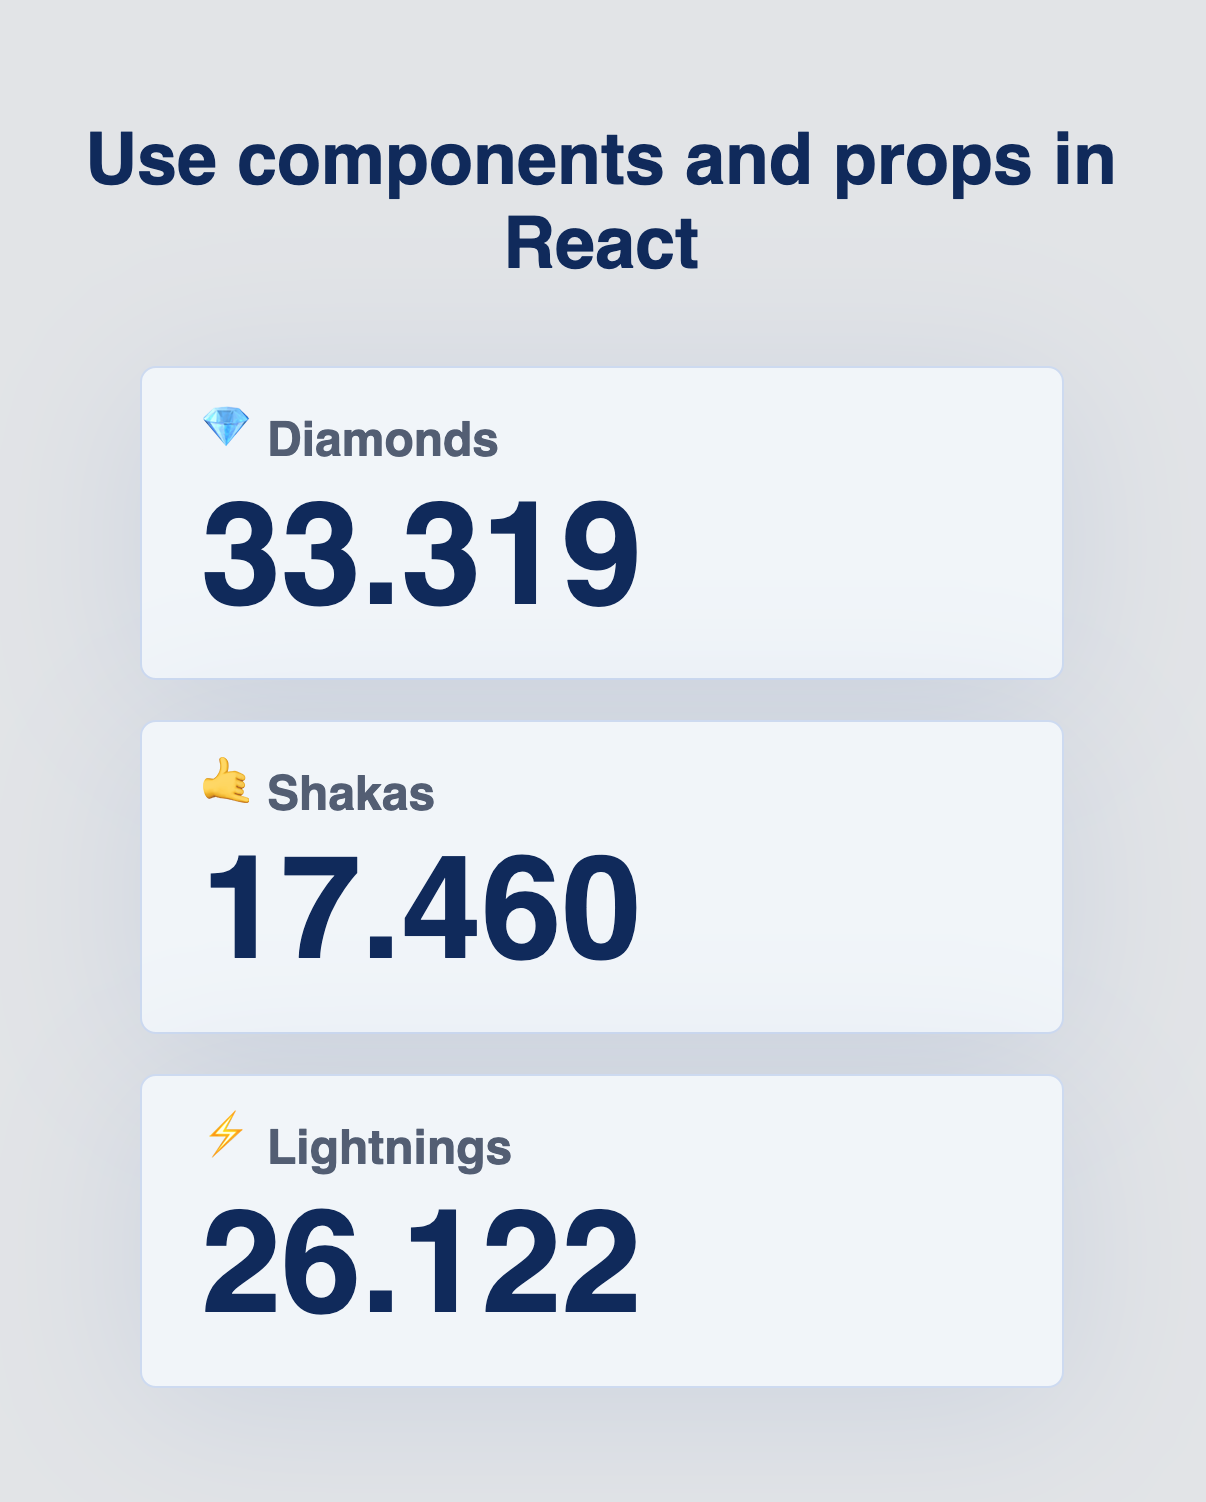 Use components and props in
React
💎 Diamonds
33.319
🤙 Shakas
17.460
⚡ Lightnings
26.122